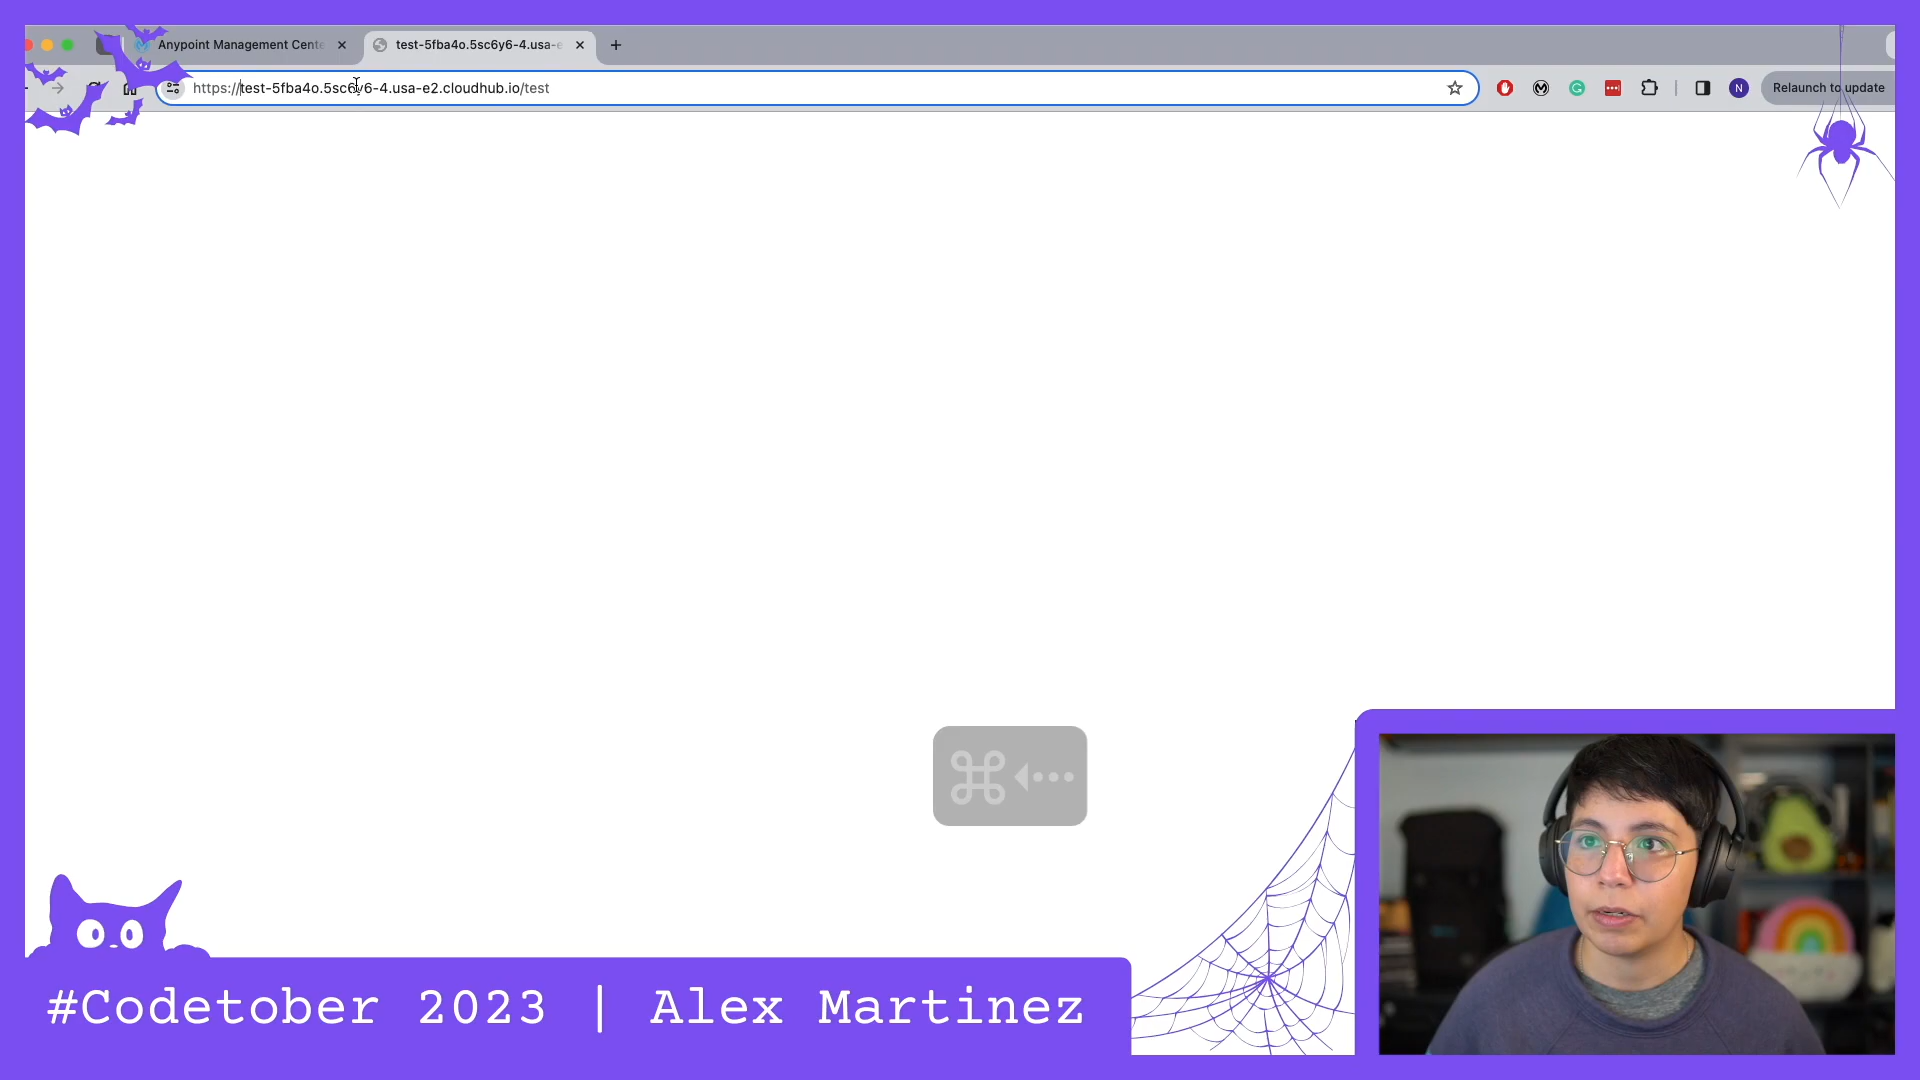 Anypoint Management Cente
test-5fba4o.5sc6y6-4.usa-e
https://test-5fba4o.5sc6y6-4.usa-e2.cloudhub.io/test
N
Relaunch to update
⌘
#Codetober 2023 | Alex Martinez